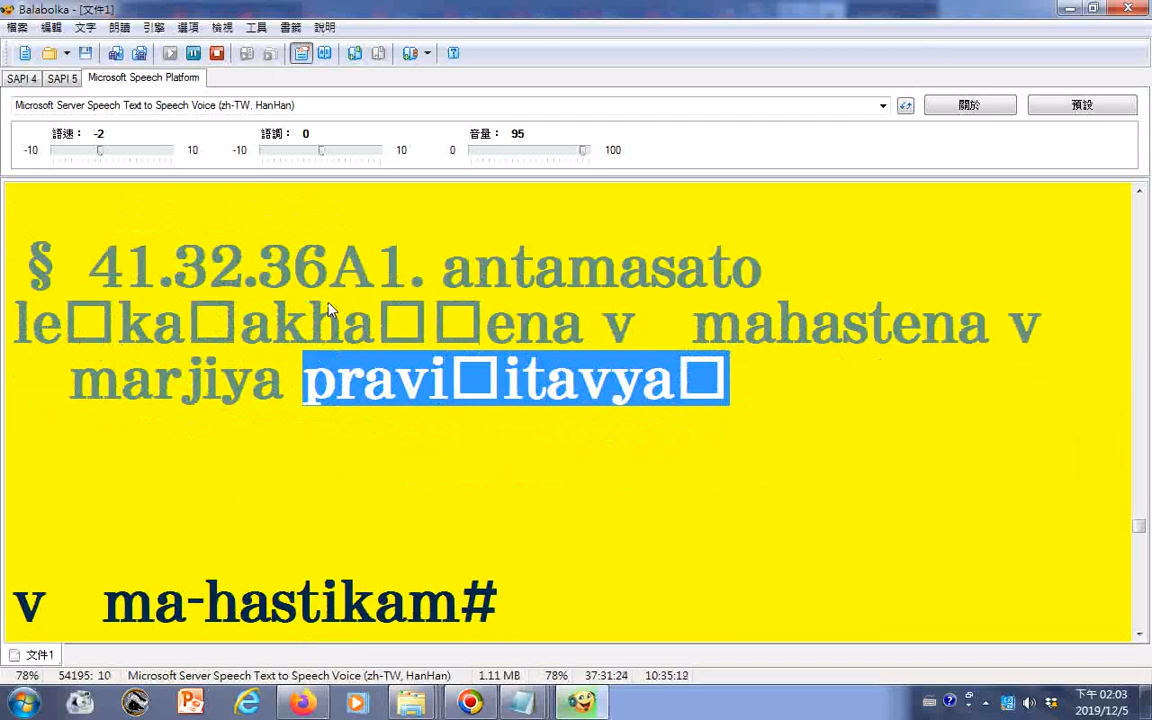 Balabolka - [文件1]
檔案 編輯 文字 朗讀 引擎 選項 檢視 工具 書籤 說明
SAPI 4 SAPI 5 Microsoft Speech Platform
Microsoft Server Speech Text to Speech Voice (zh-TW, HanHan) 關於 預設
語速： -2 語調： 0 音量： 95
-10 10 -10 10 0 100
§ 41.32.36A1. antamasato
le□ka□akha□□ena v mahastena v
marjiya pravi□itavya□
v ma-hastikam#
文件1
78% 54195: 10 Microsoft Server Speech Text to Speech Voice (zh-TW, HanHan) 1.11 MB 78% 37:31:24 10:35:12
下午 02:03
2019/12/5